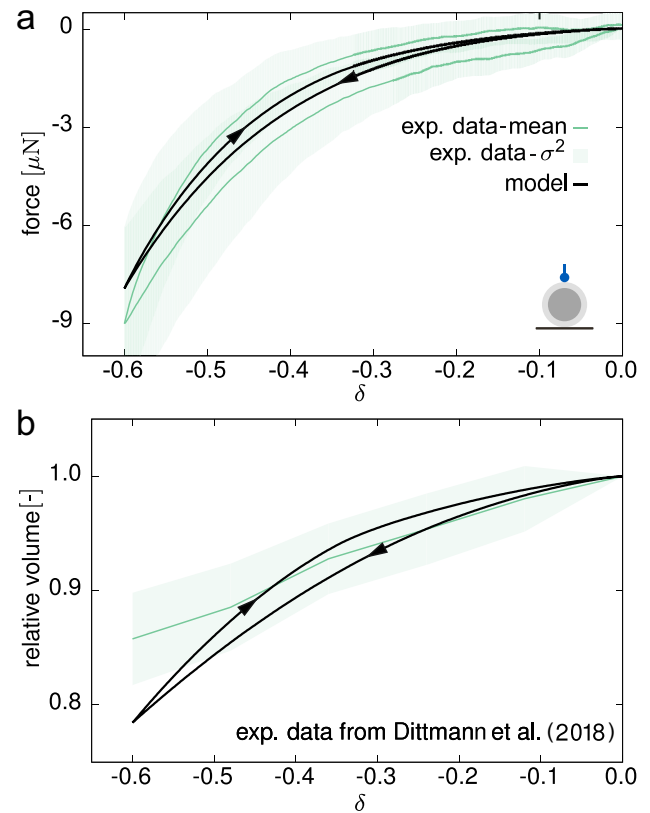 a
0
-3
-6
-9
force [μN]
exp. data-mean
exp. data-σ²
model
-0.6 -0.5 -0.4 -0.3 -0.2 -0.1 0.0
δ
b
1.0
0.9
0.8
relative volume [-]
exp. data from Dittmann et al. (2018)
-0.6 -0.5 -0.4 -0.3 -0.2 -0.1 0.0
δ